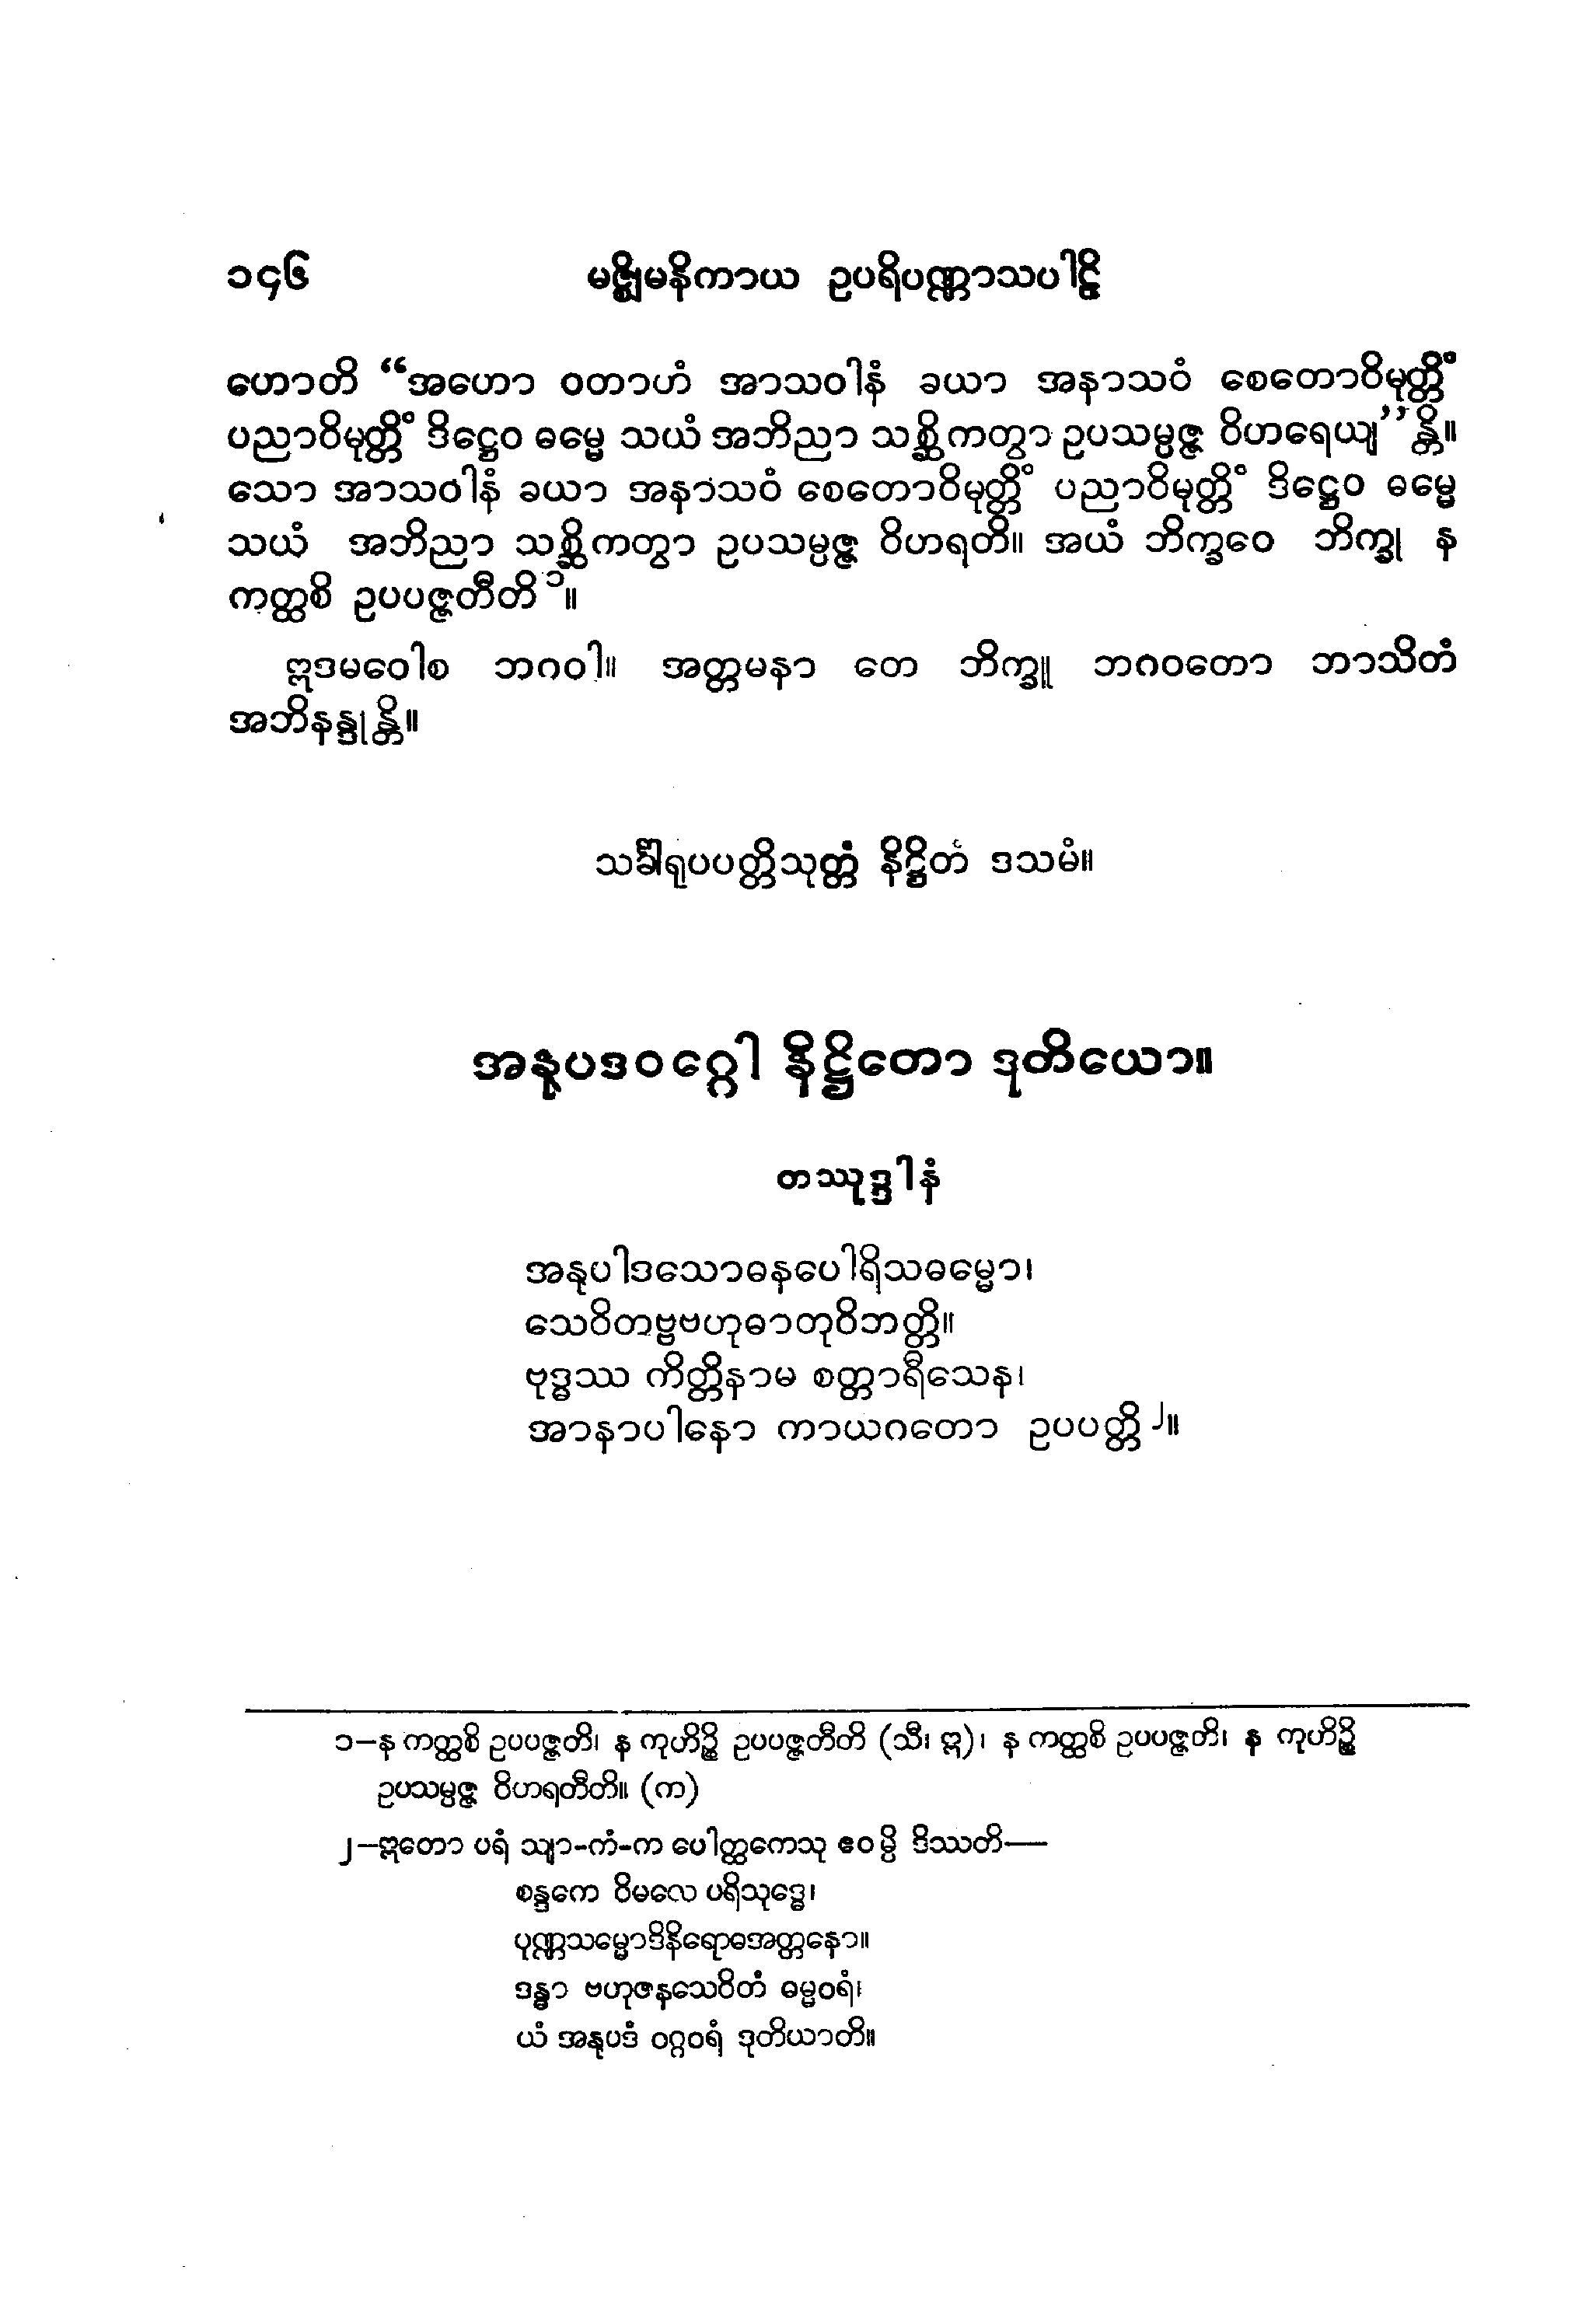 ၁၄၆ မဇ္ဈိမနိကာယ ဥပရိပဏ္ဏာသပါဠိ
ဟောတိ “အဟော ဝတာဟံ အာသဝါနံ ခယာ အနာသဝံ စေတောဝိမုတ္တိံ
ပညာဝိမုတ္တိံ ဒိဋ္ဌေဝ ဓမ္မေ သယံ အဘိညာ သစ္ဆိကတွာ ဥပသမ္ပဇ္ဇ ဝိဟရေယျ”န္တိ။
သော အာသဝါနံ ခယာ အနာသဝံ စေတောဝိမုတ္တိံ ပညာဝိမုတ္တိံ ဒိဋ္ဌေဝ ဓမ္မေ
သယံ အဘိညာ သစ္ဆိကတွာ ဥပသမ္ပဇ္ဇ ဝိဟရတိ။ အယံ ဘိက္ခဝေ ဘိက္ခု န
ကတ္ထစိ ဥပပဇ္ဇတီတိ ၁။
ဣဒမဝေါစ ဘဂဝါ။ အတ္တမနာ တေ ဘိက္ခူ ဘဂဝတော ဘာသိတံ
အဘိနန္ဒုန္တိ။
သင်္ခါရုပပတ္တိသုတ္တံ နိဋ္ဌိတံ ဒသမံ။
အနုပဒဝဂ္ဂေါ နိဋ္ဌိတော ဒုတိယော။
တဿုဒ္ဒါနံ
အနုပါဒသောဓနပေါရိသဓမ္မော၊
သေဝိတဗ္ဗဗဟုဓာတုဝိဘတ္တိ။
ဗုဒ္ဓဿ ကိတ္တိနာမ စတ္တာရီသေန၊
အာနာပါနော ကာယဂတော ဥပပတ္တိ ၂။
၁–န ကတ္ထစိ ဥပပဇ္ဇတိ၊ န ကုဟိဉ္စိ ဥပပဇ္ဇတီတိ (သီ၊ ဣ)၊ န ကတ္ထစိ ဥပပဇ္ဇတိ၊ န ကုဟိဉ္စိ
ဥပသမ္ပဇ္ဇ ဝိဟရတီတိ။ (က)
၂–ဣတော ပရံ သျာ-ကံ-က ပေါတ္ထကေသု ဧဝမ္ပိ ဒိဿတိ—
စန္ဒကေ ဝိမလေ ပရိသုဒ္ဓေ၊
ပုဏ္ဏသမ္မောဒိနိရောဓအတ္တနော။
ဒန္ဓာ ဗဟုဇနသေဝိတံ ဓမ္မဝရံ၊
ယံ အနုပဒံ ဝဂ္ဂဝရံ ဒုတိယာတိ။